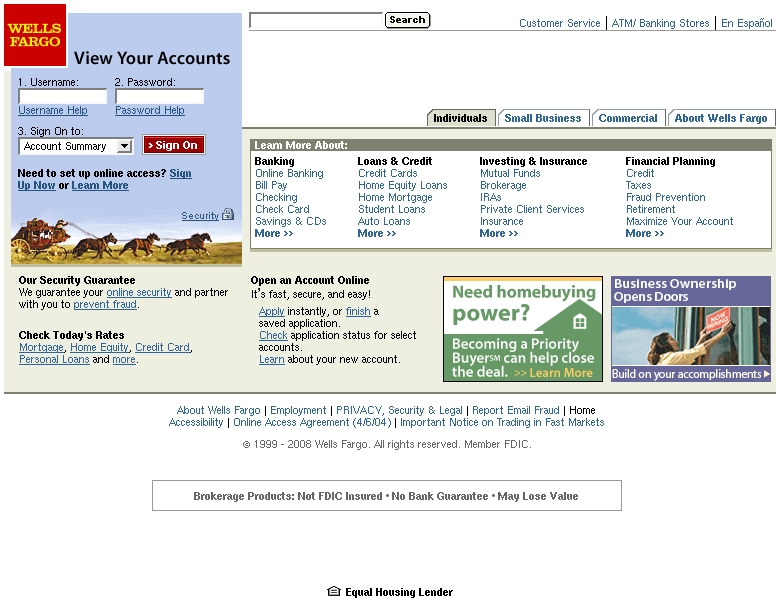 WELLS
FARGO
Search
Customer Service | ATM/ Banking Stores | En Español
View Your Accounts
1. Username: 2. Password:
Username Help Password Help
3. Sign On to:
Account Summary > Sign On
Need to set up online access? Sign
Up Now or Learn More
Security
Individuals Small Business Commercial About Wells Fargo
Learn More About:
Banking
Online Banking
Bill Pay
Checking
Check Card
Savings & CDs
More >>
Loans & Credit
Credit Cards
Home Equity Loans
Home Mortgage
Student Loans
Auto Loans
More >>
Investing & Insurance
Mutual Funds
Brokerage
IRAs
Private Client Services
Insurance
More >>
Financial Planning
Credit
Taxes
Fraud Prevention
Retirement
Maximize Your Account
More >>
Our Security Guarantee
We guarantee your online security and partner
with you to prevent fraud.
Check Today's Rates
Mortgage, Home Equity, Credit Card,
Personal Loans and more.
Open an Account Online
It's fast, secure, and easy!
Apply instantly, or finish a
saved application.
Check application status for select
accounts.
Learn about your new account.
Need homebuying
power?
Becoming a Priority
Buyer℠ can help close
the deal. >> Learn More
Business Ownership
Opens Doors
NOW
Build on your accomplishments
About Wells Fargo | Employment | PRIVACY, Security & Legal | Report Email Fraud | Home
Accessibility | Online Access Agreement (4/6/04) | Important Notice on Trading in Fast Markets
© 1999 - 2008 Wells Fargo. All rights reserved. Member FDIC.
Brokerage Products: Not FDIC Insured • No Bank Guarantee • May Lose Value
Equal Housing Lender